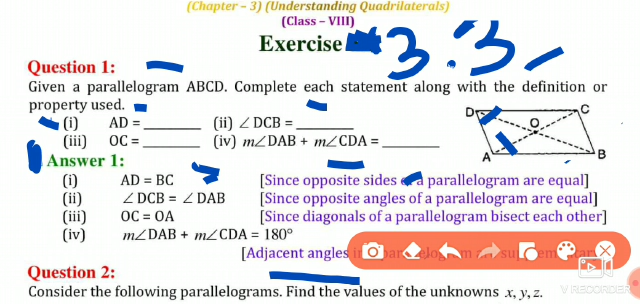 (Chapter – 3) (Understanding Quadrilaterals)
(Class – VIII)
Exercise 3.3
Question 1:
Given a parallelogram ABCD. Complete each statement along with the definition or
property used.
(i) AD = ________ (ii) ∠DCB = ________
(iii) OC = ________ (iv) m∠DAB + m∠CDA = ________
D C
O
A B
Answer 1:
(i) AD = BC [Since opposite sides of a parallelogram are equal]
(ii) ∠DCB = ∠DAB [Since opposite angles of a parallelogram are equal]
(iii) OC = OA [Since diagonals of a parallelogram bisect each other]
(iv) m∠DAB + m∠CDA = 180°
[Adjacent angles
Question 2:
Consider the following parallelograms. Find the values of the unknowns x, y, z.
V RECORDER